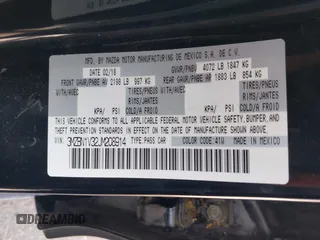 MFD. BY MAZDA MOTOR MANUFACTURING DE MEXICO S.A. DE C.V.
DATE 02/18 GVWR/PNBV 4072 LB 1847 KG
FRONT GAWR/PNBE AV 2198 LB 997 KG REAR GAWR/PNBE AR 1883 LB 854 KG
WITH/AVEC TIRES/PNEUS WITH/AVEC TIRES/PNEUS
RIMS/JANTES RIMS/JANTES
KPA/ PSI COLD/A FROID KPA/ PSI COLD/A FROID
THIS VEHICLE CONFORMS TO ALL APPLICABLE FEDERAL MOTOR VEHICLE SAFETY, BUMPER, AND THEFT PREVENTION STANDARDS IN EFFECT ON THE DATE OF MANUFACTURE SHOWN ABOVE.
TYPE PASS CAR
MADE IN MEXICO COLOR: 41W
AUTOBIDMASTER